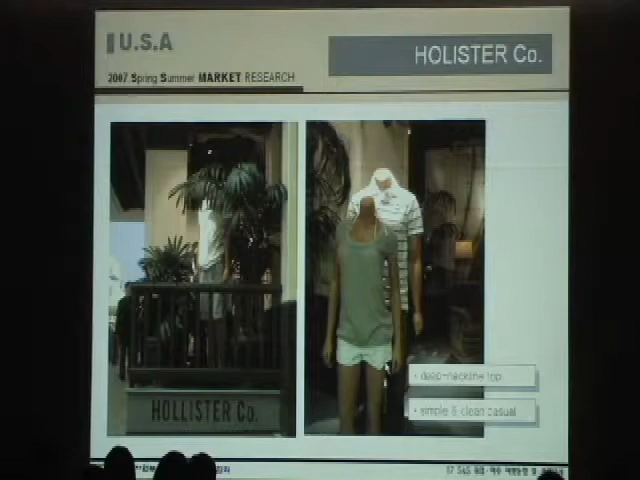 U.S.A
HOLISTER Co.
2007 Spring Summer MARKET RESEARCH
HOLLISTER Co.
· deep-neckline top
· simple & clean casual